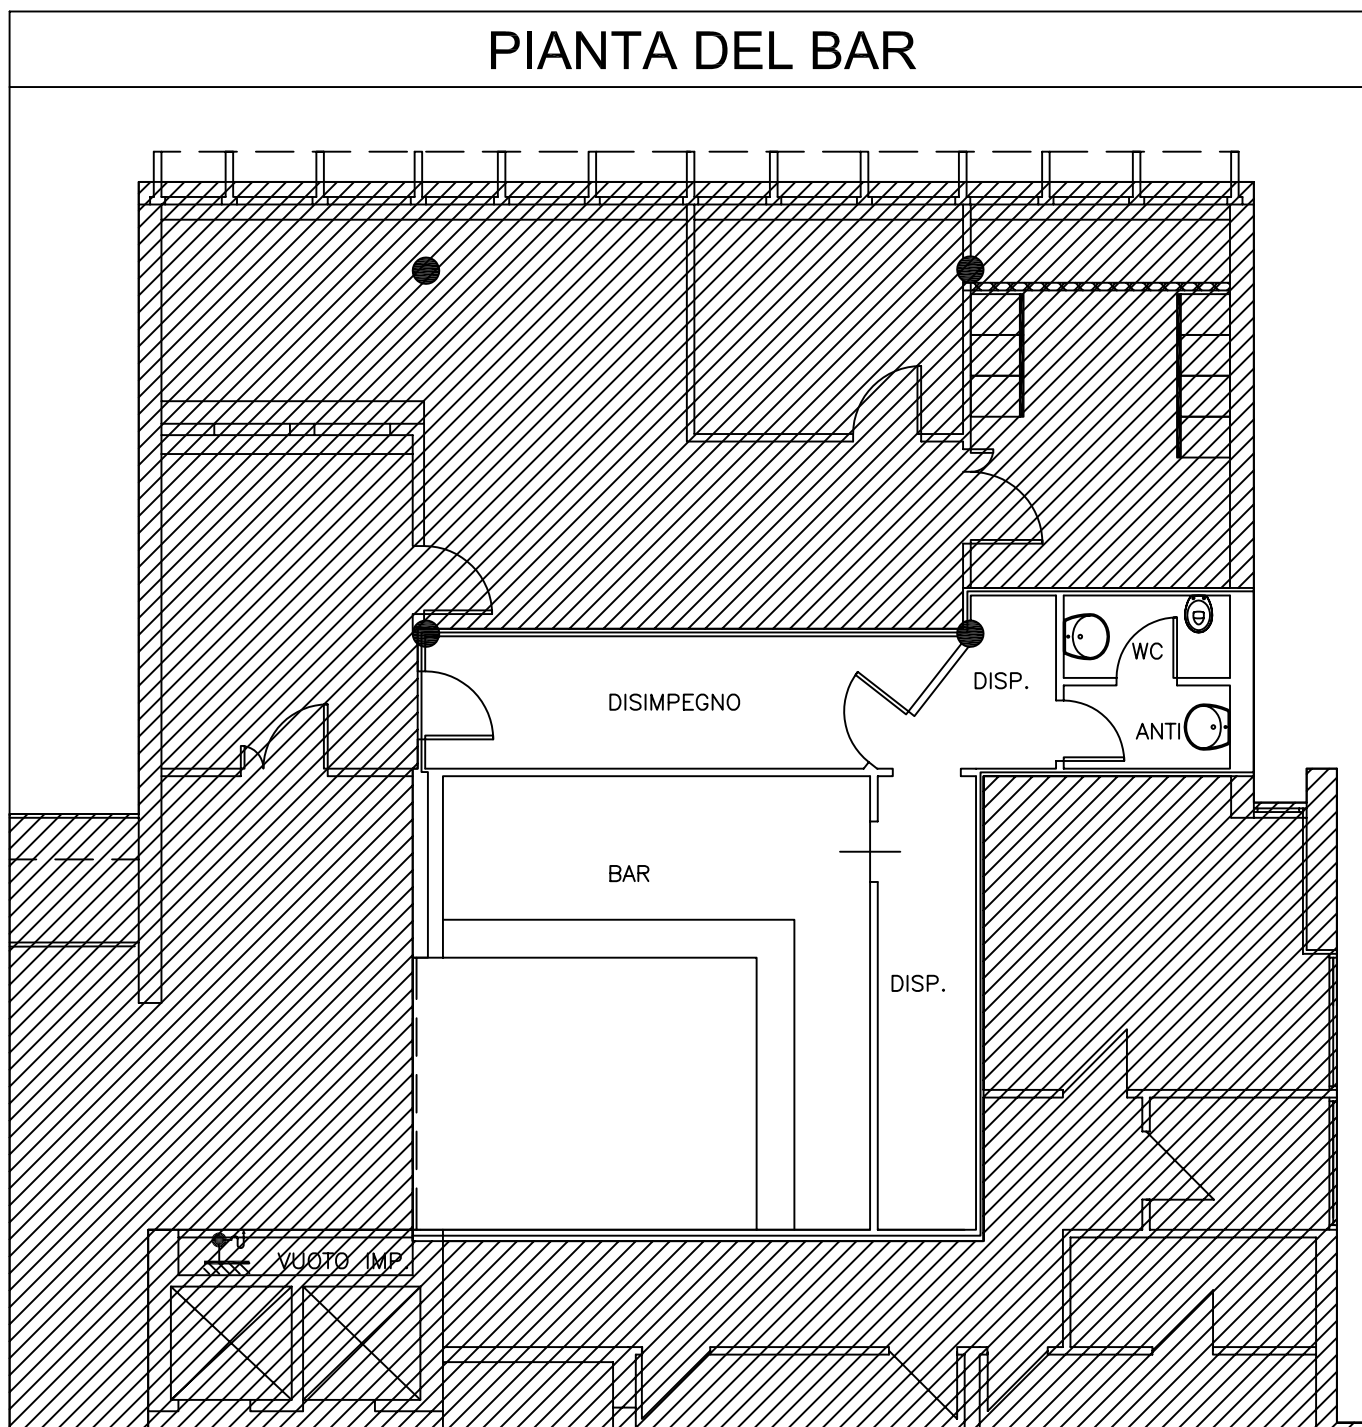 PIANTA DEL BAR
WC
DISP.
DISIMPEGNO
ANTI
BAR
DISP.
VUOTO IMP.